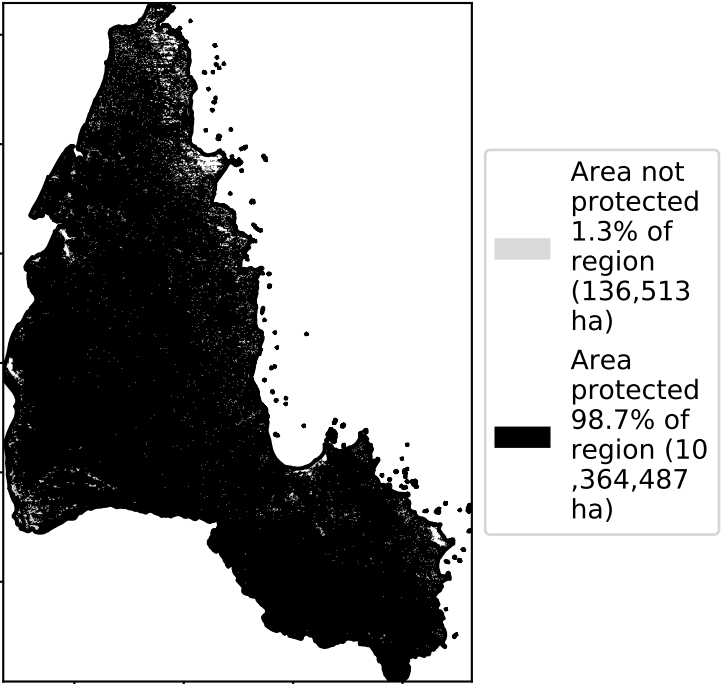 Area not
protected
1.3% of
region
(136,513
ha)
Area
protected
98.7% of
region (10
,364,487
ha)